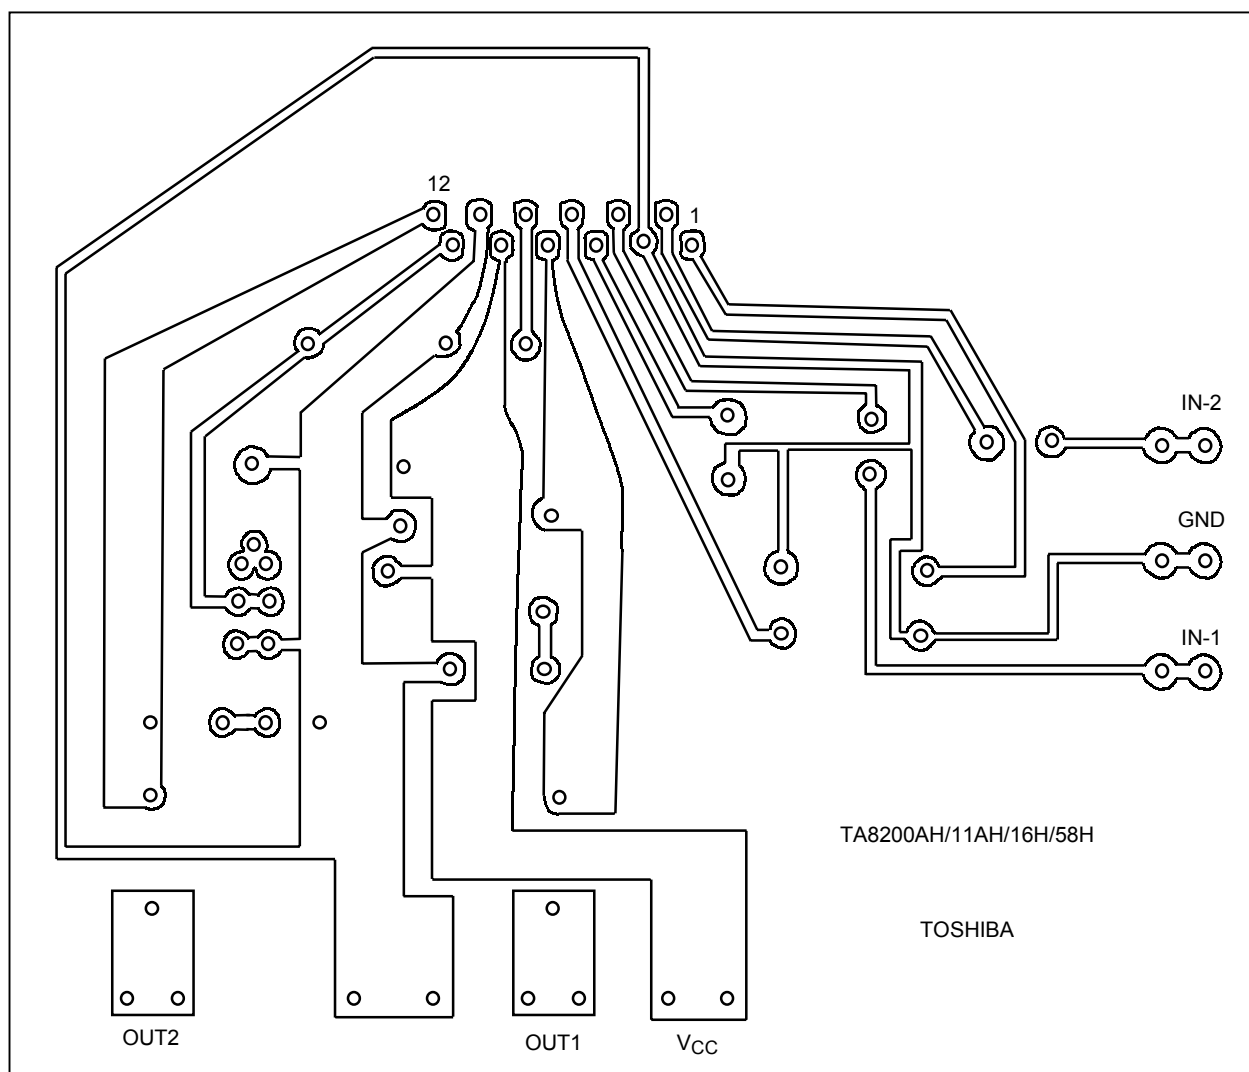 12
1
IN-2
GND
IN-1
TA8200AH/11AH/16H/58H
TOSHIBA
OUT2
OUT1
VCC